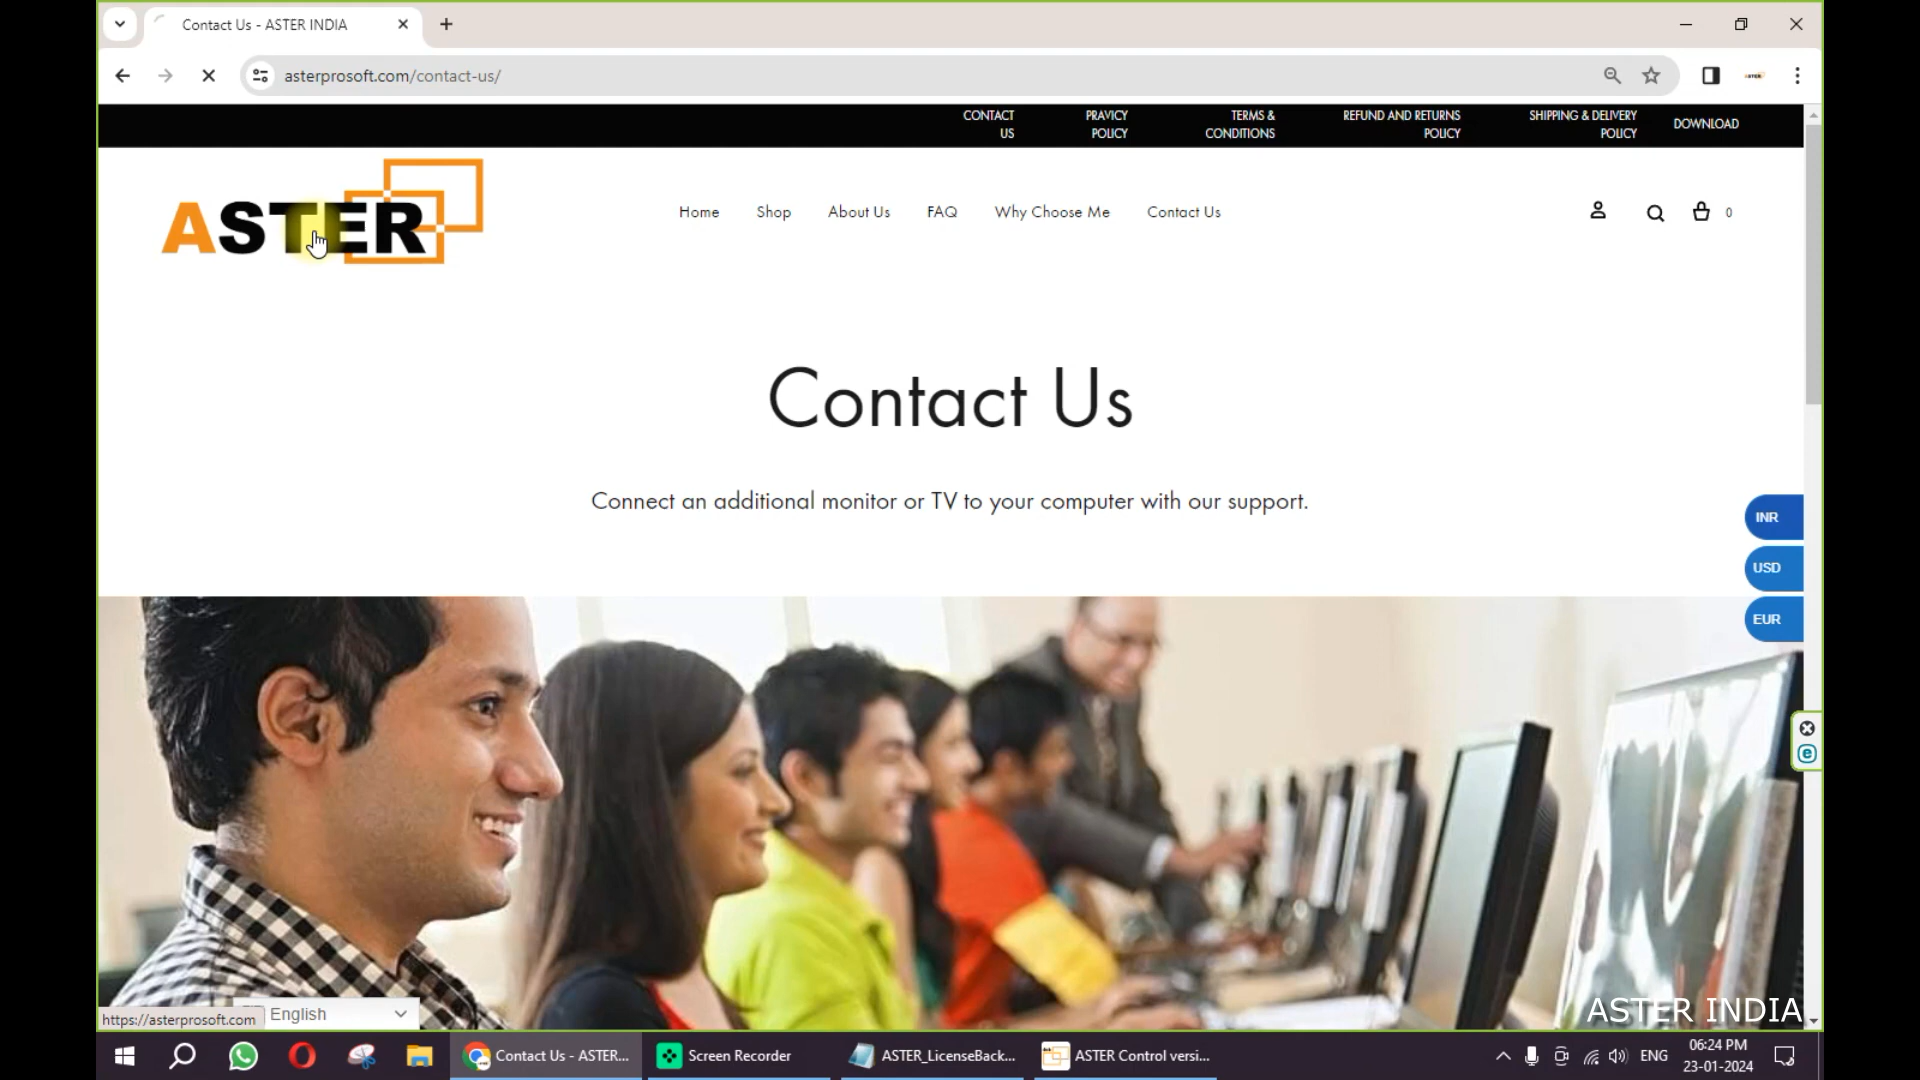 Contact Us - ASTER INDIA
asterprosoft.com/contact-us/
CONTACT US
PRAVICY POLICY
TERMS & CONDITIONS
REFUND AND RETURNS POLICY
SHIPPING & DELIVERY POLICY
DOWNLOAD
ASTER
Home
Shop
About Us
FAQ
Why Choose Me
Contact Us
0
Contact Us
Connect an additional monitor or TV to your computer with our support.
INR
USD
EUR
ASTER INDIA
English
https://asterprosoft.com
Contact Us - ASTER...
Screen Recorder
ASTER_LicenseBack...
ASTER Control versi...
ENG
06:24 PM
23-01-2024